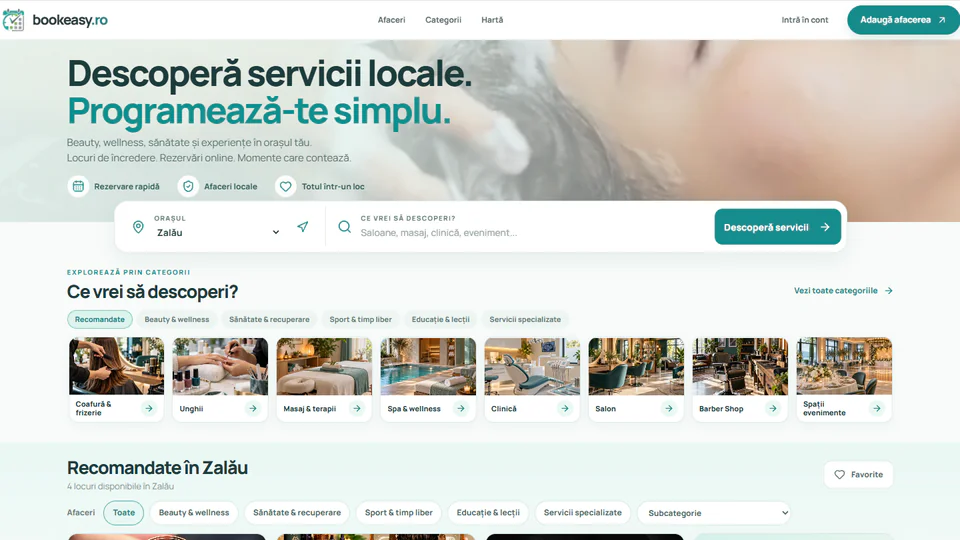 bookeasy.ro
Afaceri
Categorii
Hartă
Intră în cont
Adaugă afacerea
Descoperă servicii locale.
Programează-te simplu.
Beauty, wellness, sănătate și experiențe în orașul tău.
Locuri de încredere. Rezervări online. Momente care contează.
Rezervare rapidă
Afaceri locale
Totul într-un loc
ORAȘUL
Zalău
CE VREI SĂ DESCOPERI?
Saloane, masaj, clinică, eveniment...
Descoperă servicii
EXPLOREAZĂ PRIN CATEGORII
Ce vrei să descoperi?
Vezi toate categoriile
Recomandate
Beauty & wellness
Sănătate & recuperare
Sport & timp liber
Educație & lecții
Servicii specializate
Coafură &
frizerie
Unghii
Masaj & terapii
Spa & wellness
Clinică
Salon
Barber Shop
Spații
evenimente
Recomandate în Zalău
4 locuri disponibile în Zalău
Favorite
Afaceri
Toate
Beauty & wellness
Sănătate & recuperare
Sport & timp liber
Educație & lecții
Servicii specializate
Subcategorie